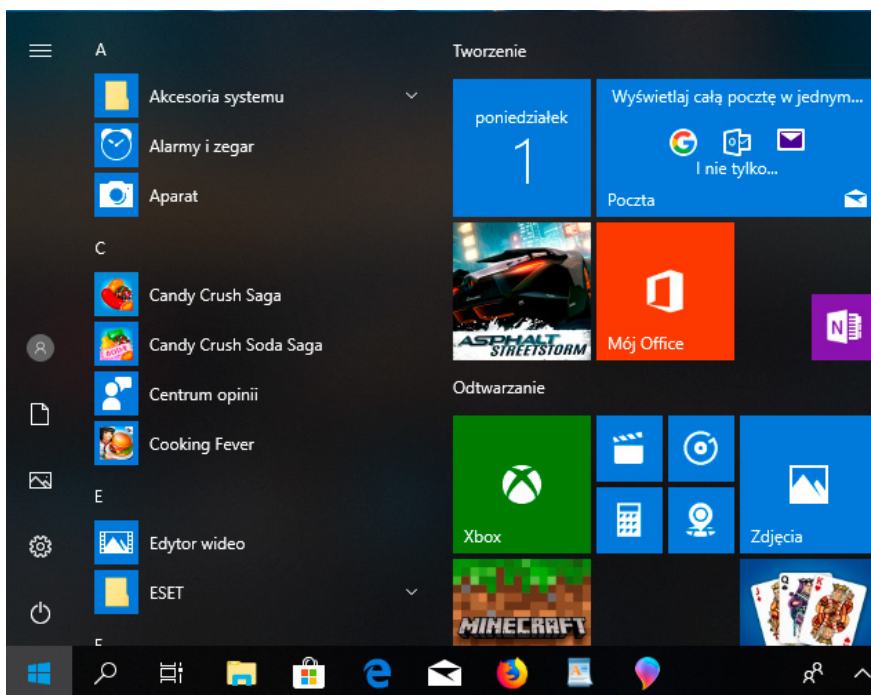 A
Akcesoria systemu
Alarmy i zegar
Aparat
C
Candy Crush Saga
Candy Crush Soda Saga
Centrum opinii
Cooking Fever
E
Edytor wideo
ESET
Tworzenie
poniedziałek
1
Wyświetlaj całą pocztę w jednym...
I nie tylko...
Poczta
ASPHALT
STREETSTORM
Mój Office
N
Odtwarzanie
Xbox
Zdjęcia
MINECRAFT
J
Q
K